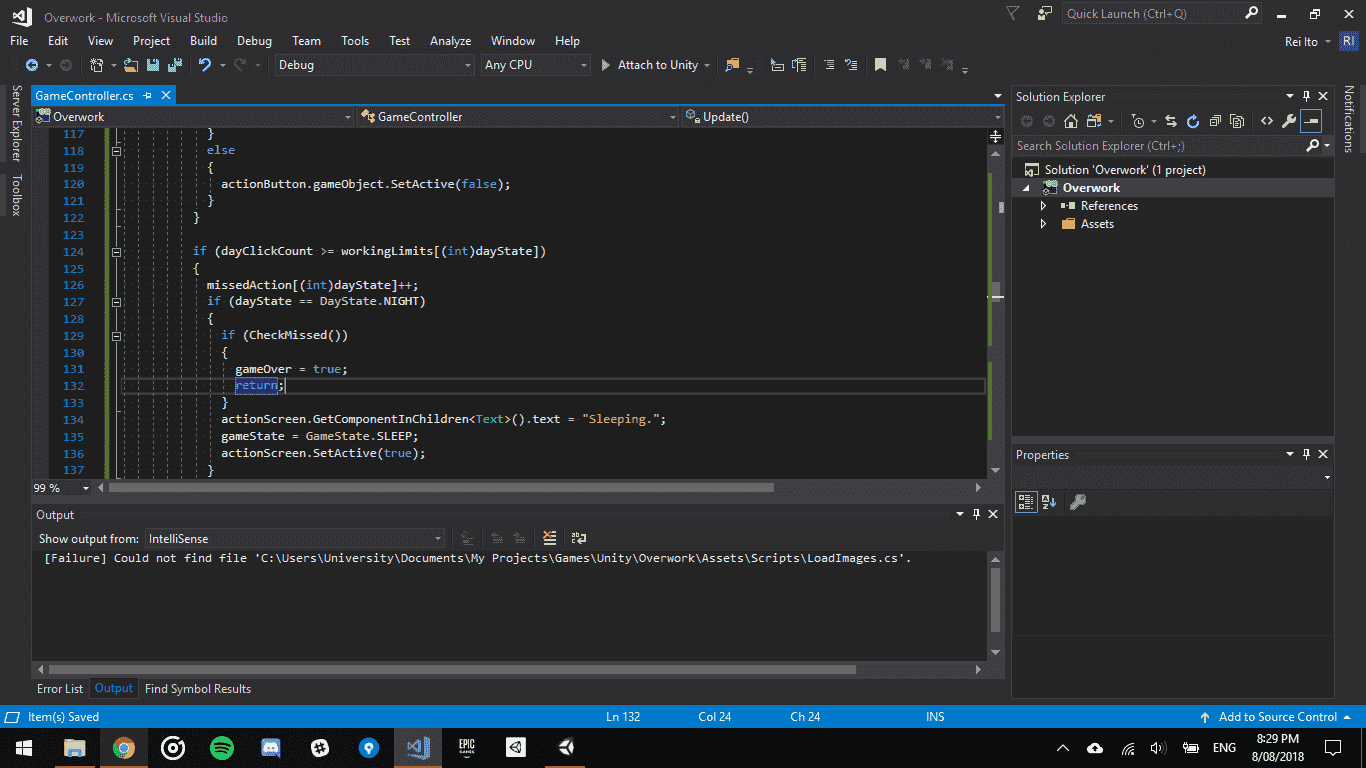 Overwork - Microsoft Visual Studio
Quick Launch (Ctrl+Q)
File Edit View Project Build Debug Team Tools Test Analyze Window Help
Rei Ito RI
Debug Any CPU Attach to Unity
Server Explorer
Toolbox
GameController.cs
Overwork GameController Update()
117 }
118 else
119 {
120 actionButton.gameObject.SetActive(false);
121 }
122 }
123
124 if (dayClickCount >= workingLimits[(int)dayState])
125 {
126 missedAction[(int)dayState]++;
127 if (dayState == DayState.NIGHT)
128 {
129 if (CheckMissed())
130 {
131 gameOver = true;
132 return;
133 }
134 actionScreen.GetComponentInChildren<Text>().text = "Sleeping.";
135 gameState = GameState.SLEEP;
136 actionScreen.SetActive(true);
137 }
99 %
Output
Show output from: IntelliSense
[Failure] Could not find file 'C:\Users\University\Documents\My Projects\Games\Unity\Overwork\Assets\Scripts\LoadImages.cs'.
Error List Output Find Symbol Results
Solution Explorer
Search Solution Explorer (Ctrl+;)
Solution 'Overwork' (1 project)
Overwork
References
Assets
Properties
Notifications
Item(s) Saved Ln 132 Col 24 Ch 24 INS Add to Source Control
EPIC
GAMES
ENG
8:29 PM
8/08/2018